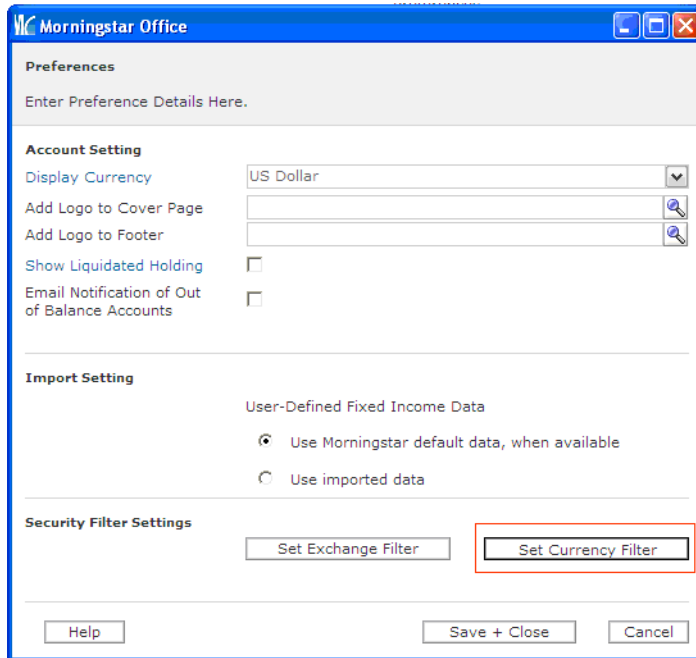 Morningstar Office
Preferences
Enter Preference Details Here.
Account Setting
Display Currency
US Dollar
Add Logo to Cover Page
Add Logo to Footer
Show Liquidated Holding
Email Notification of Out
of Balance Accounts
Import Setting
User-Defined Fixed Income Data
Use Morningstar default data, when available
Use imported data
Security Filter Settings
Set Exchange Filter
Set Currency Filter
Help
Save + Close
Cancel